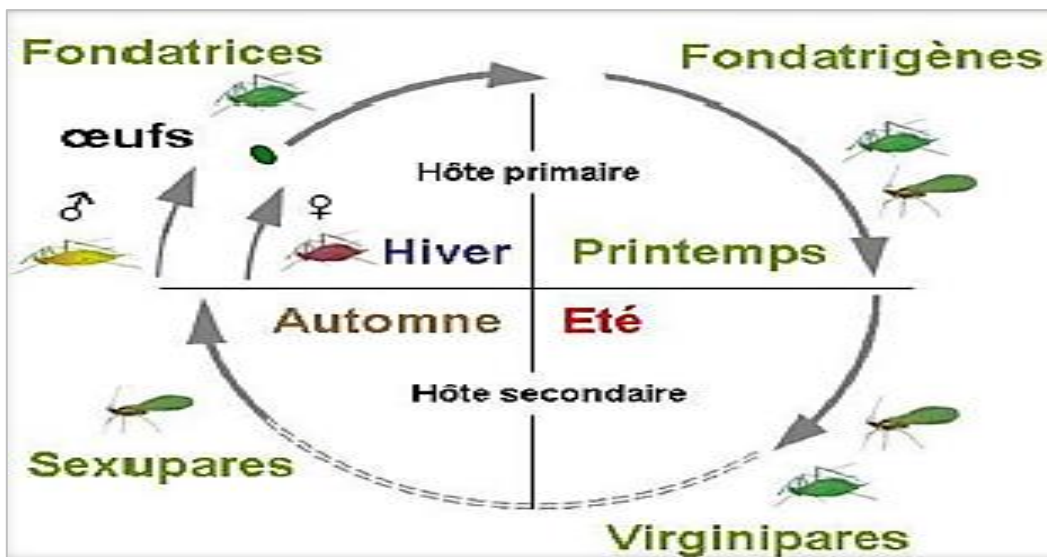 Fondatrices
Fondatrigènes
œufs
Hôte primaire
♂
♀
Hiver
Printemps
Automne
Eté
Hôte secondaire
Sexupares
Virginipares